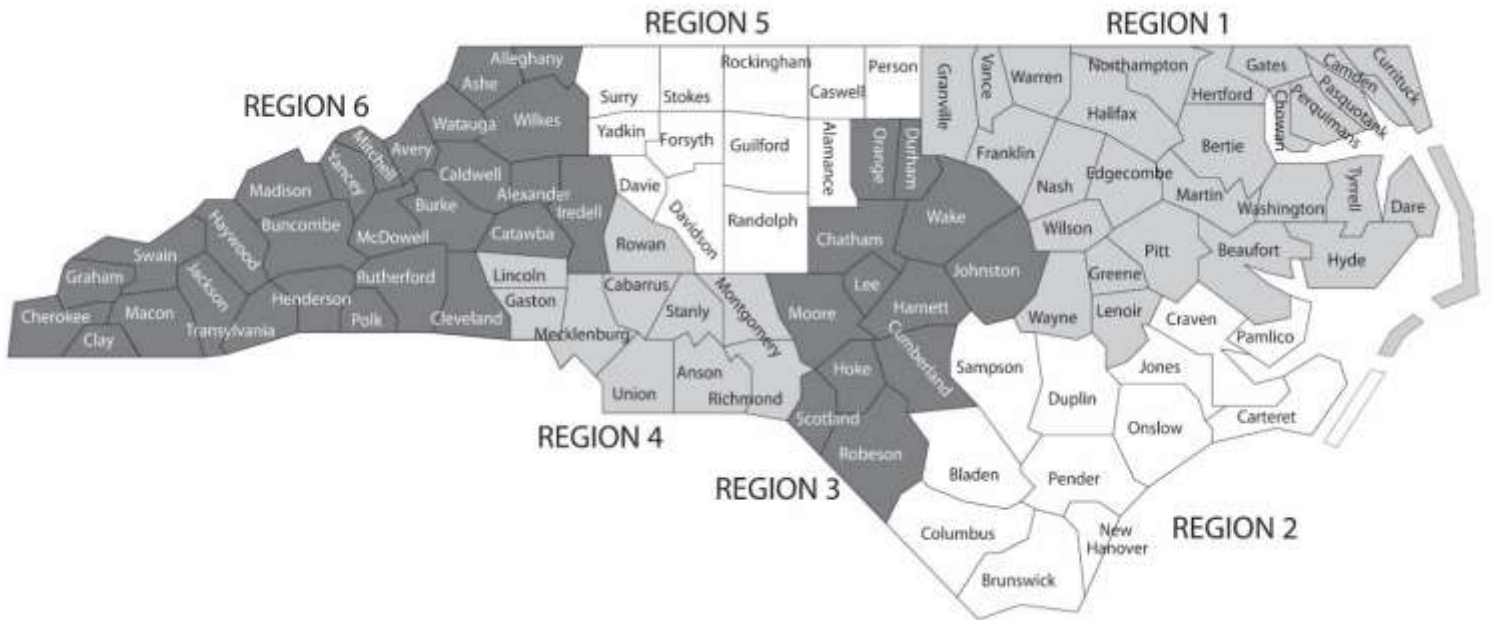 REGION 5
REGION 1
REGION 6
REGION 4
REGION 3
REGION 2
Alleghany
Ashe
Watauga
Wilkes
Mitchell
Avery
Yancey
Caldwell
Alexander
Iredell
Madison
Burke
Buncombe
McDowell
Catawba
Haywood
Swain
Graham
Jackson
Rutherford
Henderson
Cherokee
Macon
Clay
Transylvania
Polk
Cleveland
Surry
Stokes
Rockingham
Caswell
Person
Yadkin
Forsyth
Guilford
Alamance
Davie
Davidson
Randolph
Rowan
Lincoln
Gaston
Cabarrus
Stanly
Montgomery
Mecklenburg
Union
Anson
Richmond
Orange
Durham
Wake
Chatham
Lee
Johnston
Moore
Harnett
Cumberland
Hoke
Scotland
Robeson
Granville
Vance
Warren
Northampton
Gates
Camden
Currituck
Pasquotank
Perquimans
Hertford
Chowan
Halifax
Franklin
Bertie
Nash
Edgecombe
Martin
Washington
Tyrrell
Dare
Wilson
Pitt
Beaufort
Hyde
Greene
Wayne
Lenoir
Craven
Pamlico
Sampson
Jones
Duplin
Onslow
Carteret
Bladen
Pender
Columbus
New
Hanover
Brunswick